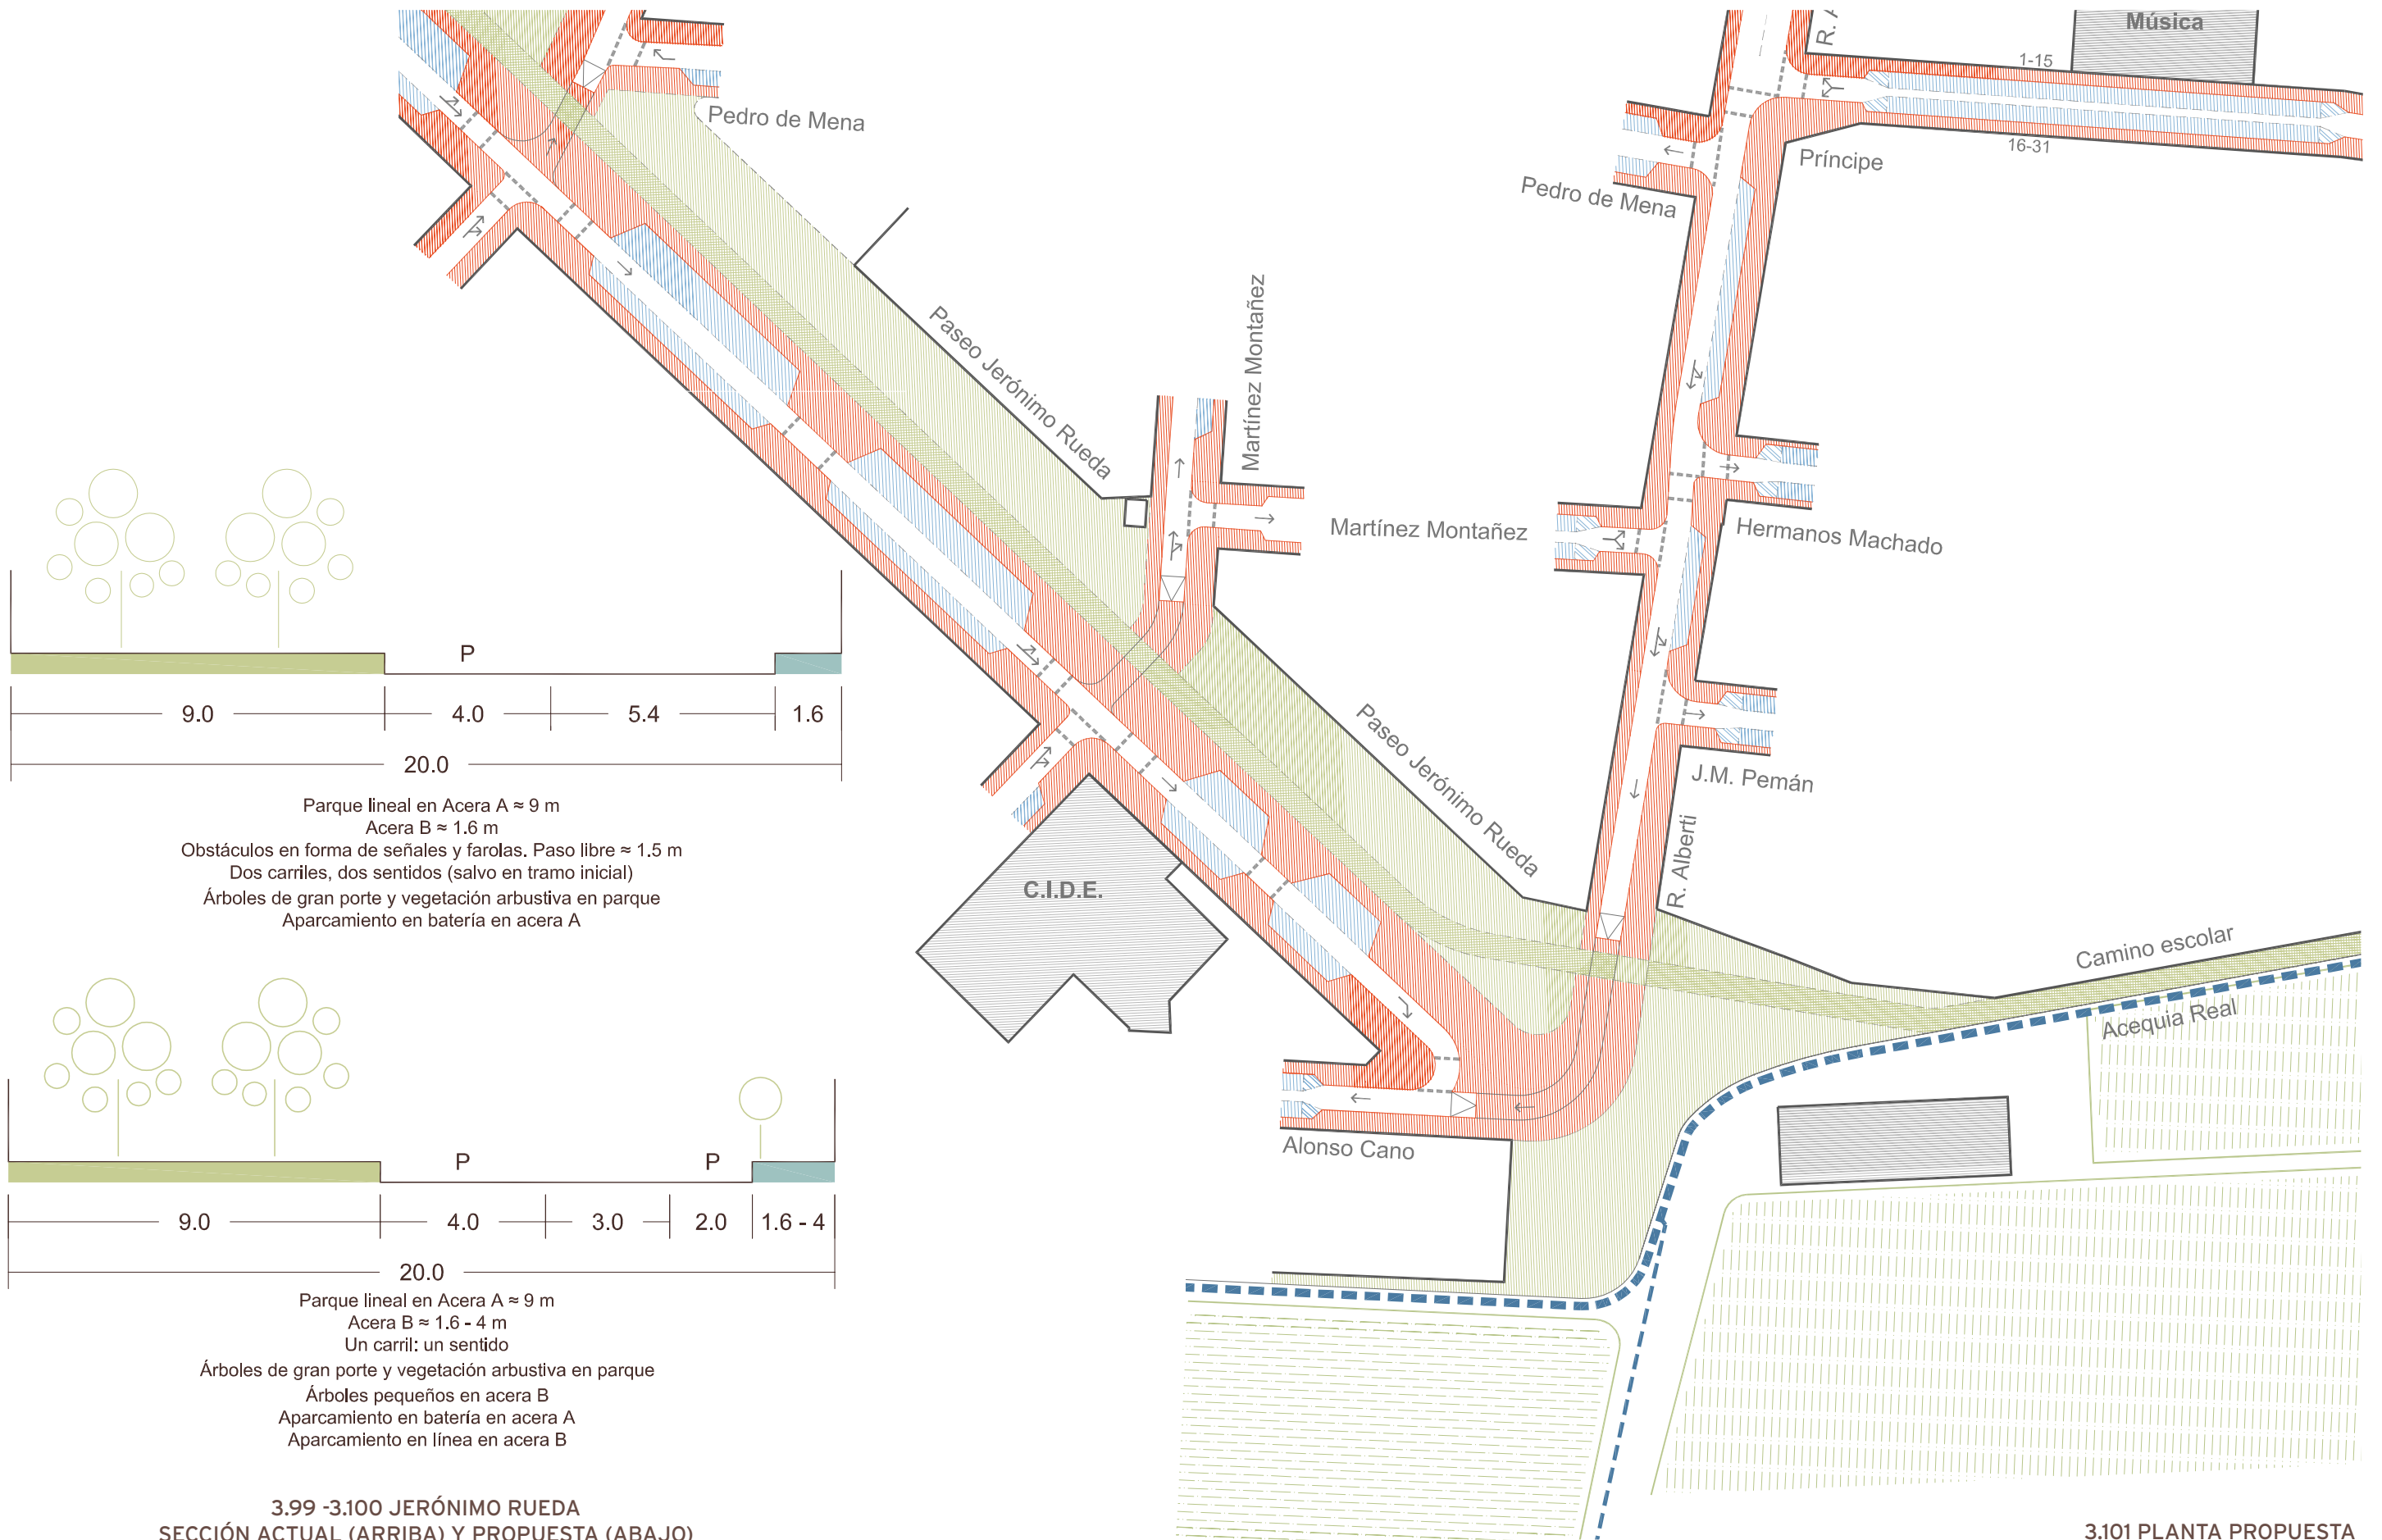 P
9.0
4.0
5.4
1.6
20.0
Parque lineal en Acera A ≈ 9 m
Acera B ≈ 1.6 m
Obstáculos en forma de señales y farolas. Paso libre ≈ 1.5 m
Dos carriles, dos sentidos (salvo en tramo inicial)
Árboles de gran porte y vegetación arbustiva en parque
Aparcamiento en batería en acera A
P
P
9.0
4.0
3.0
2.0
1.6 - 4
20.0
Parque lineal en Acera A ≈ 9 m
Acera B ≈ 1.6 - 4 m
Un carril: un sentido
Árboles de gran porte y vegetación arbustiva en parque
Árboles pequeños en acera B
Aparcamiento en batería en acera A
Aparcamiento en línea en acera B
3.99 -3.100 JERÓNIMO RUEDA
SECCIÓN ACTUAL (ARRIBA) Y PROPUESTA (ABAJO)
Pedro de Mena
Paseo Jerónimo Rueda
Martínez Montañez
Martínez Montañez
Paseo Jerónimo Rueda
C.I.D.E.
Alonso Cano
R.
Música
1-15
16-31
Príncipe
Pedro de Mena
Hermanos Machado
J.M. Pemán
R. Alberti
Camino escolar
Acequia Real
3.101 PLANTA PROPUESTA